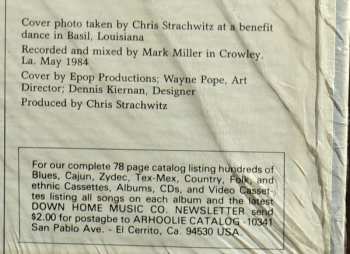 Cover photo taken by Chris Strachwitz at a benefit
dance in Basil, Louisiana
Recorded and mixed by Mark Miller in Crowley,
La. May 1984
Cover by Epop Productions; Wayne Pope, Art
Director; Dennis Kiernan, Designer
Produced by Chris Strachwitz
For our complete 78 page catalog listing hundreds of
Blues, Cajun, Zydec, Tex-Mex, Country, Folk, and
ethnic Cassettes, Albums, CDs, and Video Casset-
tes listing all songs on each album and the latest
DOWN HOME MUSIC CO. NEWSLETTER send
$2.00 for postagbe to ARHOOLIE CATALOG - 10341
San Pablo Ave. - El Cerrito, Ca. 94530 USA.